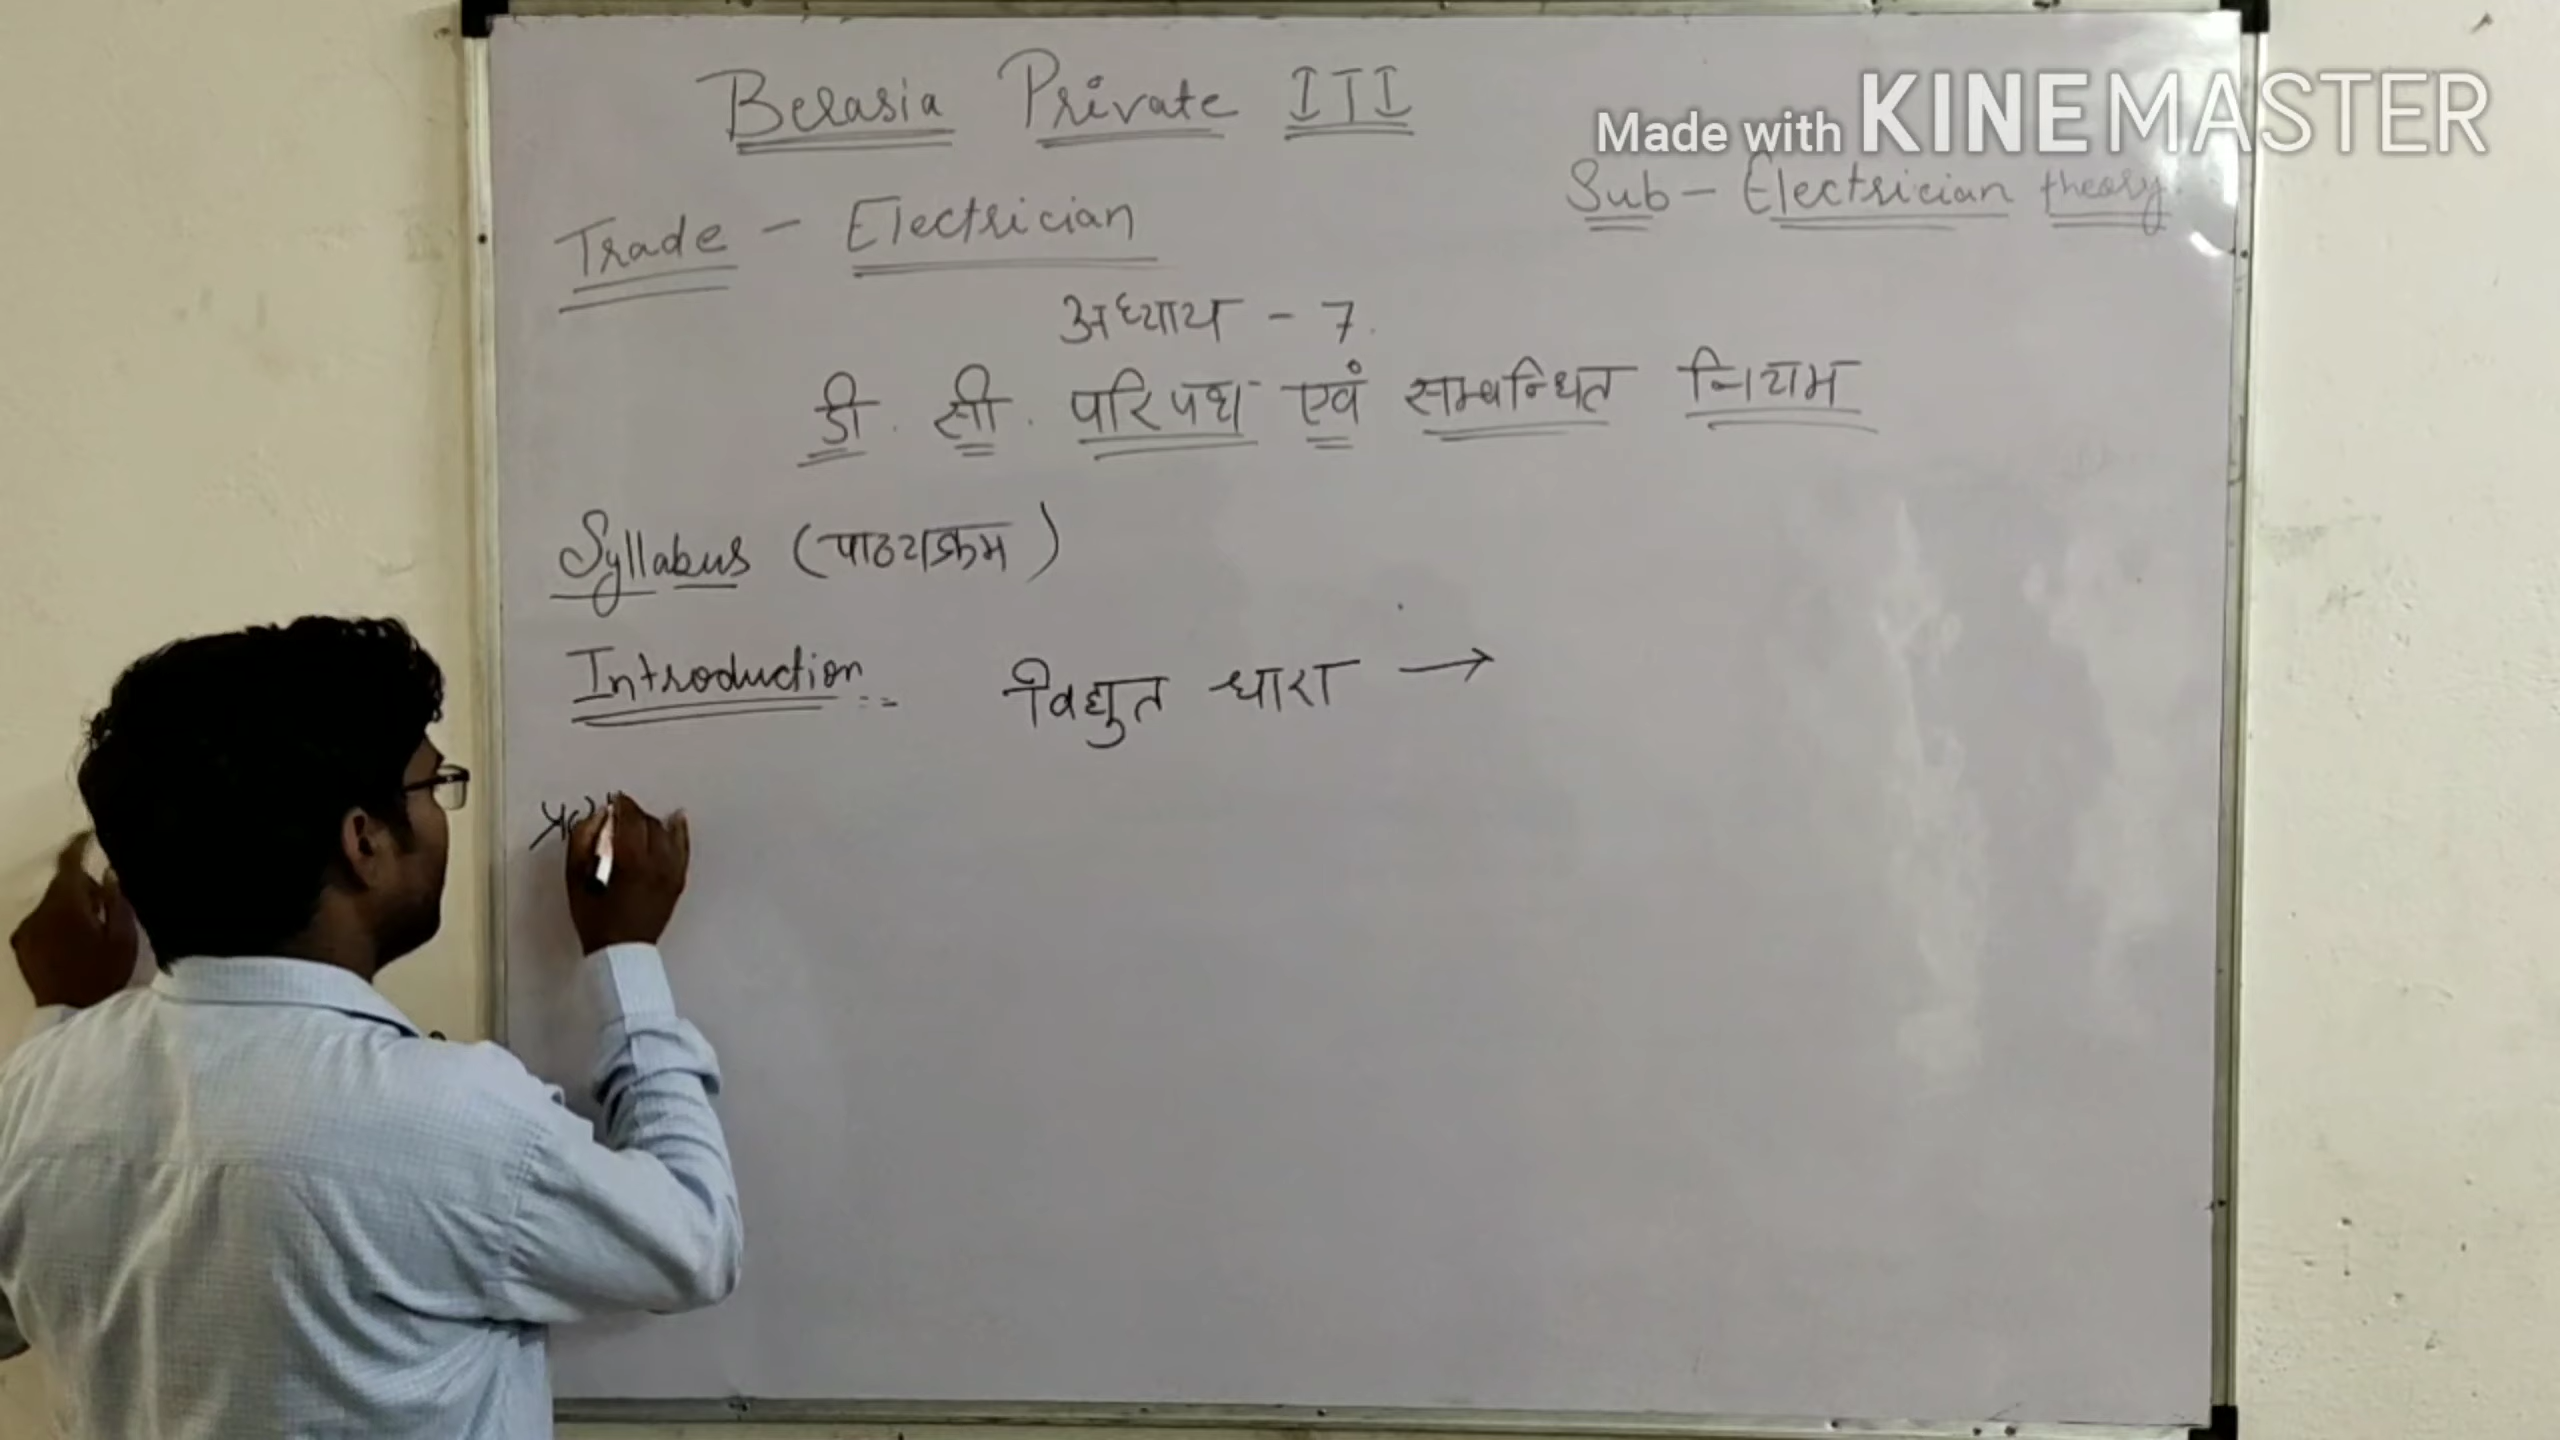 Berasia Private ITI
Made with KINEMASTER
Sub - Electrician theory.
Trade - Electrician
अध्याय - 7.
डी. सी. परिपथ एवं सम्बन्धित नियम
Syllabus (पाठ्यक्रम)
Introduction :- विद्युत धारा →